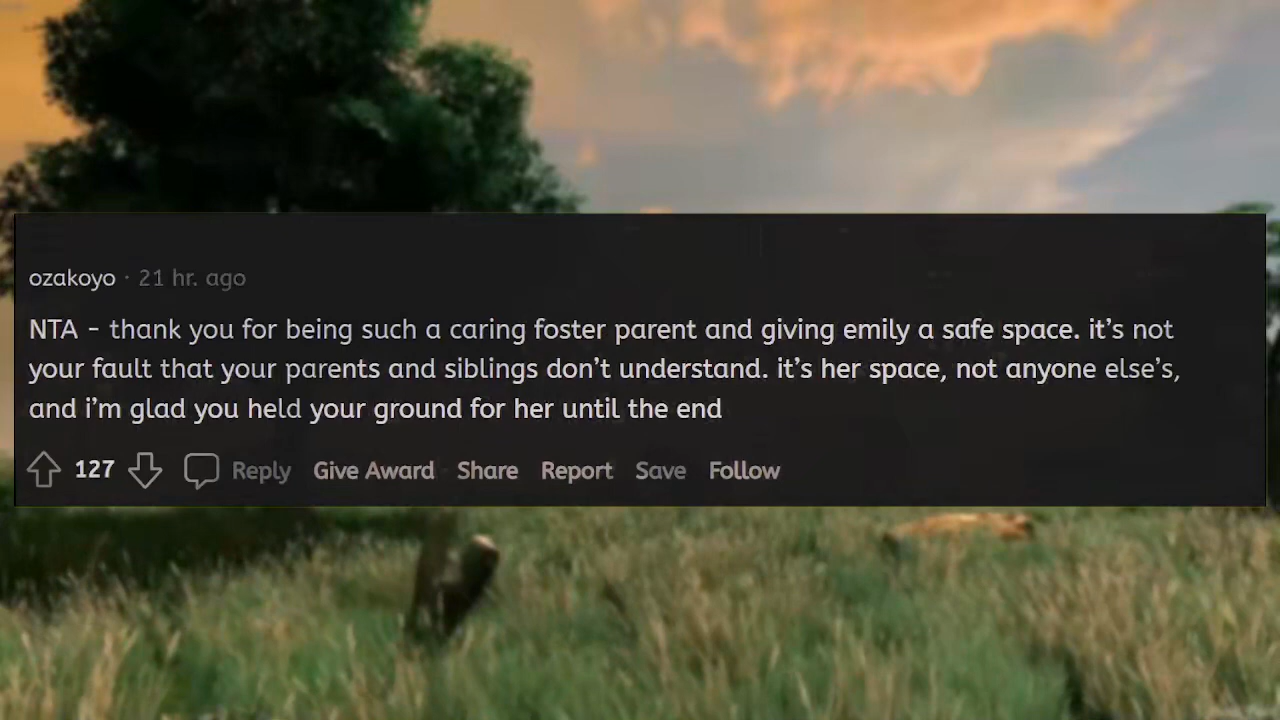 ozakoyo · 21 hr. ago
NTA - thank you for being such a caring foster parent and giving emily a safe space. it’s not
your fault that your parents and siblings don’t understand. it’s her space, not anyone else’s,
and i’m glad you held your ground for her until the end
127 Reply Give Award Share Report Save Follow